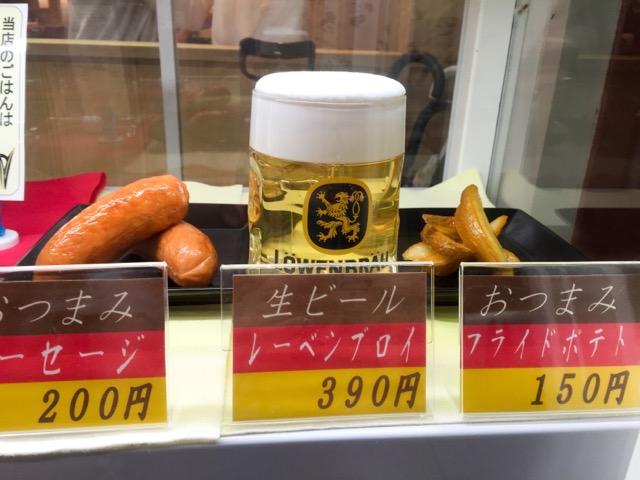 当店のごはんは
LÖWENBRÄU
おつまみ
ーセージ
200円
生ビール
レーベンブロイ
390円
おつまみ
フライドポテト
150円